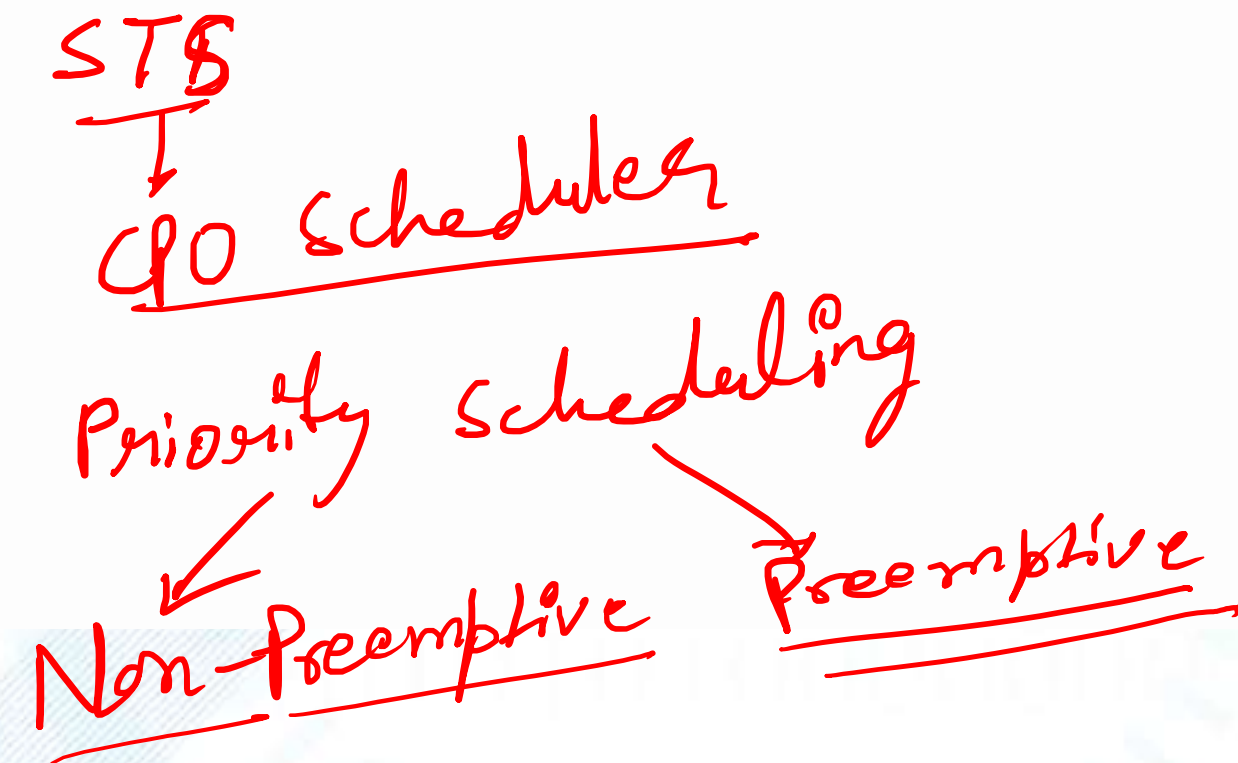 STS
CPU Scheduler
Priority Scheduling
Non-Preemptive
Preemptive